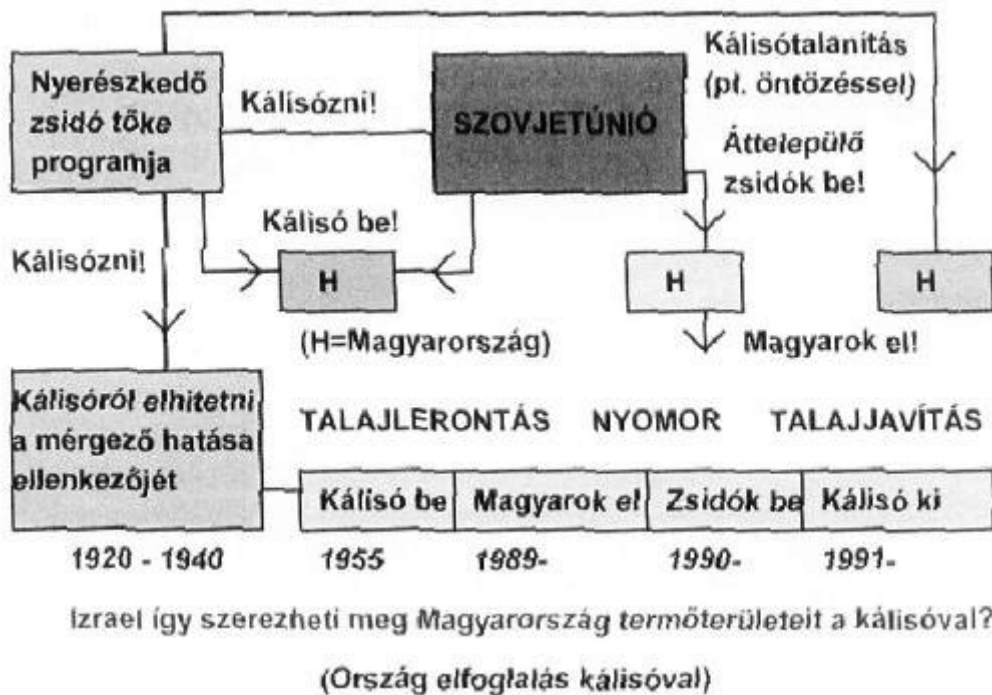 Nyerészkedő
zsidó tőke
programja
Kálisózni!
SZOVJETÚNIÓ
Kálisótalanítás
(pl. öntözéssel)
Áttelepülő
zsidók be!
Kálisó be!
Kálisózni!
H
H
H
(H=Magyarország)
Magyarok el!
Kálisóról elhitetni
a mérgező hatása
ellenkezőjét
TALAJLERONTÁS NYOMOR TALAJJAVÍTÁS
Kálisó be Magyarok el Zsidók be Kálisó ki
1920 - 1940 1955 1989- 1990- 1991-
Izrael így szerezheti meg Magyarország termőterületeit a kálisóval?
(Ország elfoglalás kálisóval)